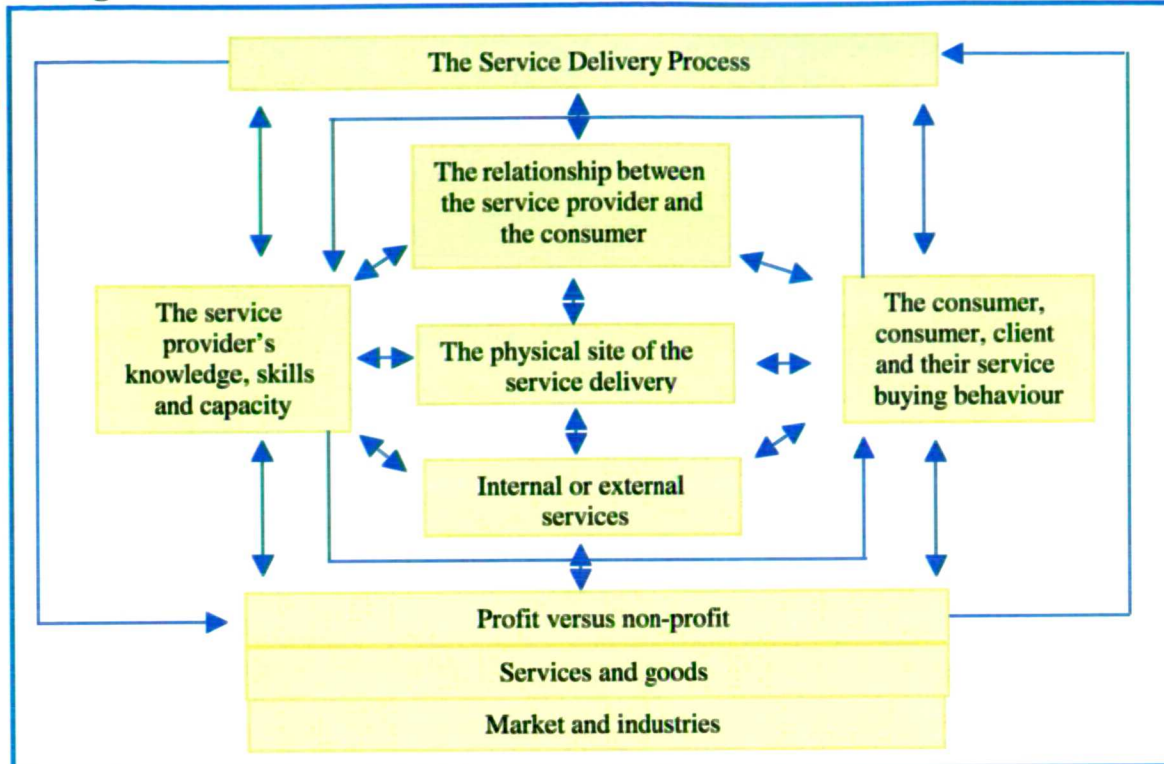 The Service Delivery Process
The relationship between
the service provider and
the consumer
The service
provider's
knowledge, skills
and capacity
The physical site of the
service delivery
The consumer,
consumer, client
and their service
buying behaviour
Internal or external
services
Profit versus non-profit
Services and goods
Market and industries